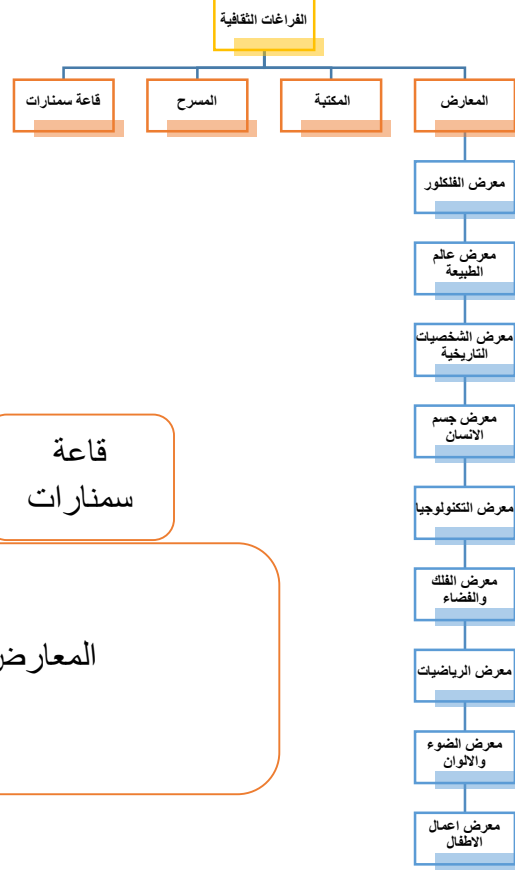 الفراغات الثقافية
المعارض
المكتبة
المسرح
قاعة سمنارات
معرض الفلكلور
معرض عالم
الطبيعة
معرض الشخصيات
التاريخية
معرض جسم
الانسان
معرض التكنولوجيا
معرض الفلك
والفضاء
معرض الرياضيات
معرض الضوء
والالوان
معرض اعمال
الاطفال
قاعة
سمنارات
المعارض